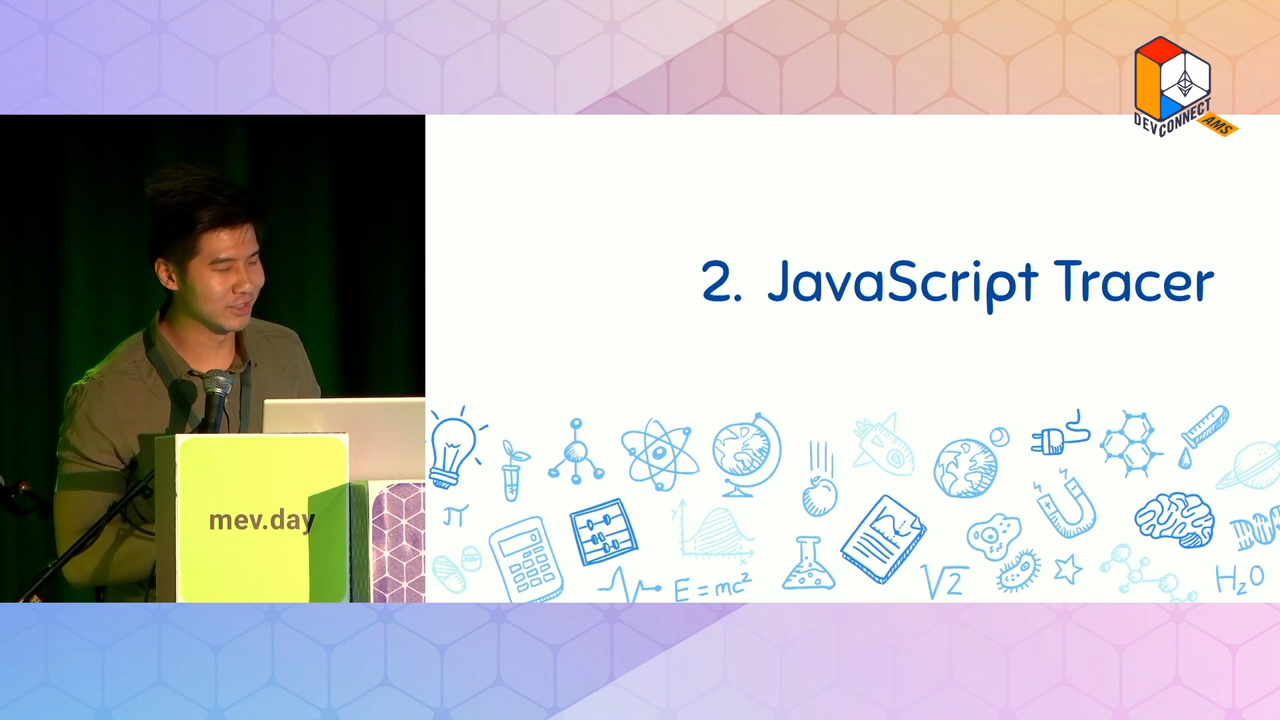 DEVCONNECT
AMS
2. JavaScript Tracer
mev.day
π
y
x
E = mc²
√2
H₂O